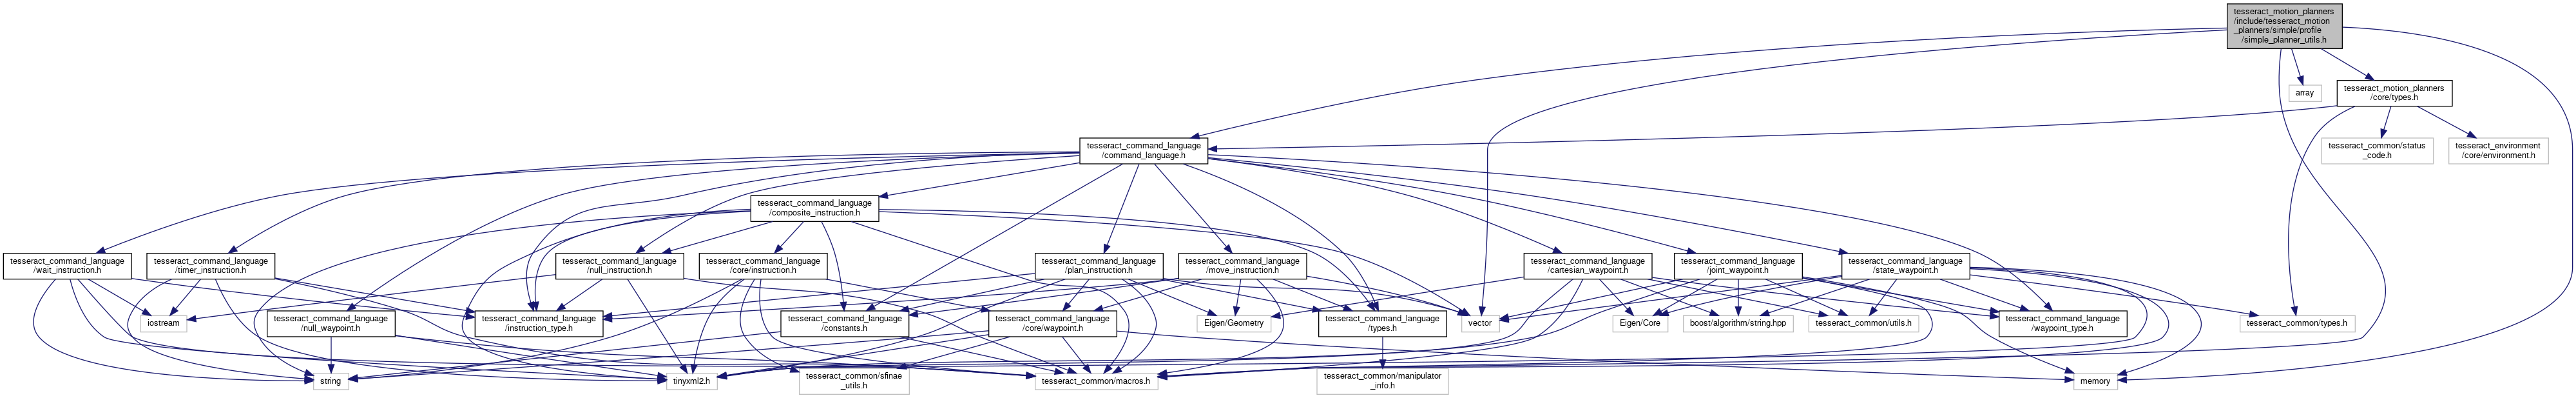 tesseract_motion_planners
/include/tesseract_motion
_planners/simple/profile
/simple_planner_utils.h
array
tesseract_motion_planners
/core/types.h
tesseract_command_language
/command_language.h
tesseract_common/status
_code.h
tesseract_environment
/core/environment.h
tesseract_command_language
/composite_instruction.h
tesseract_command_language
/wait_instruction.h
tesseract_command_language
/timer_instruction.h
tesseract_command_language
/null_instruction.h
tesseract_command_language
/core/instruction.h
tesseract_command_language
/plan_instruction.h
tesseract_command_language
/move_instruction.h
tesseract_command_language
/cartesian_waypoint.h
tesseract_command_language
/joint_waypoint.h
tesseract_command_language
/state_waypoint.h
iostream
tesseract_command_language
/null_waypoint.h
tesseract_command_language
/instruction_type.h
tesseract_command_language
/constants.h
tesseract_command_language
/core/waypoint.h
Eigen/Geometry
tesseract_command_language
/types.h
vector
Eigen/Core
boost/algorithm/string.hpp
tesseract_common/utils.h
tesseract_command_language
/waypoint_type.h
tesseract_common/types.h
string
tinyxml2.h
tesseract_common/sfinae
_utils.h
tesseract_common/macros.h
tesseract_common/manipulator
_info.h
memory